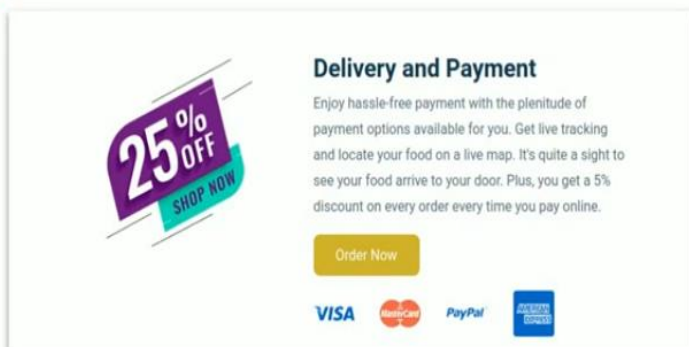 25% OFF
SHOP NOW
Delivery and Payment
Enjoy hassle-free payment with the plenitude of
payment options available for you. Get live tracking
and locate your food on a live map. It's quite a sight to
see your food arrive to your door. Plus, you get a 5%
discount on every order every time you pay online.
Order Now
VISA MasterCard PayPal AMERICAN EXPRESS